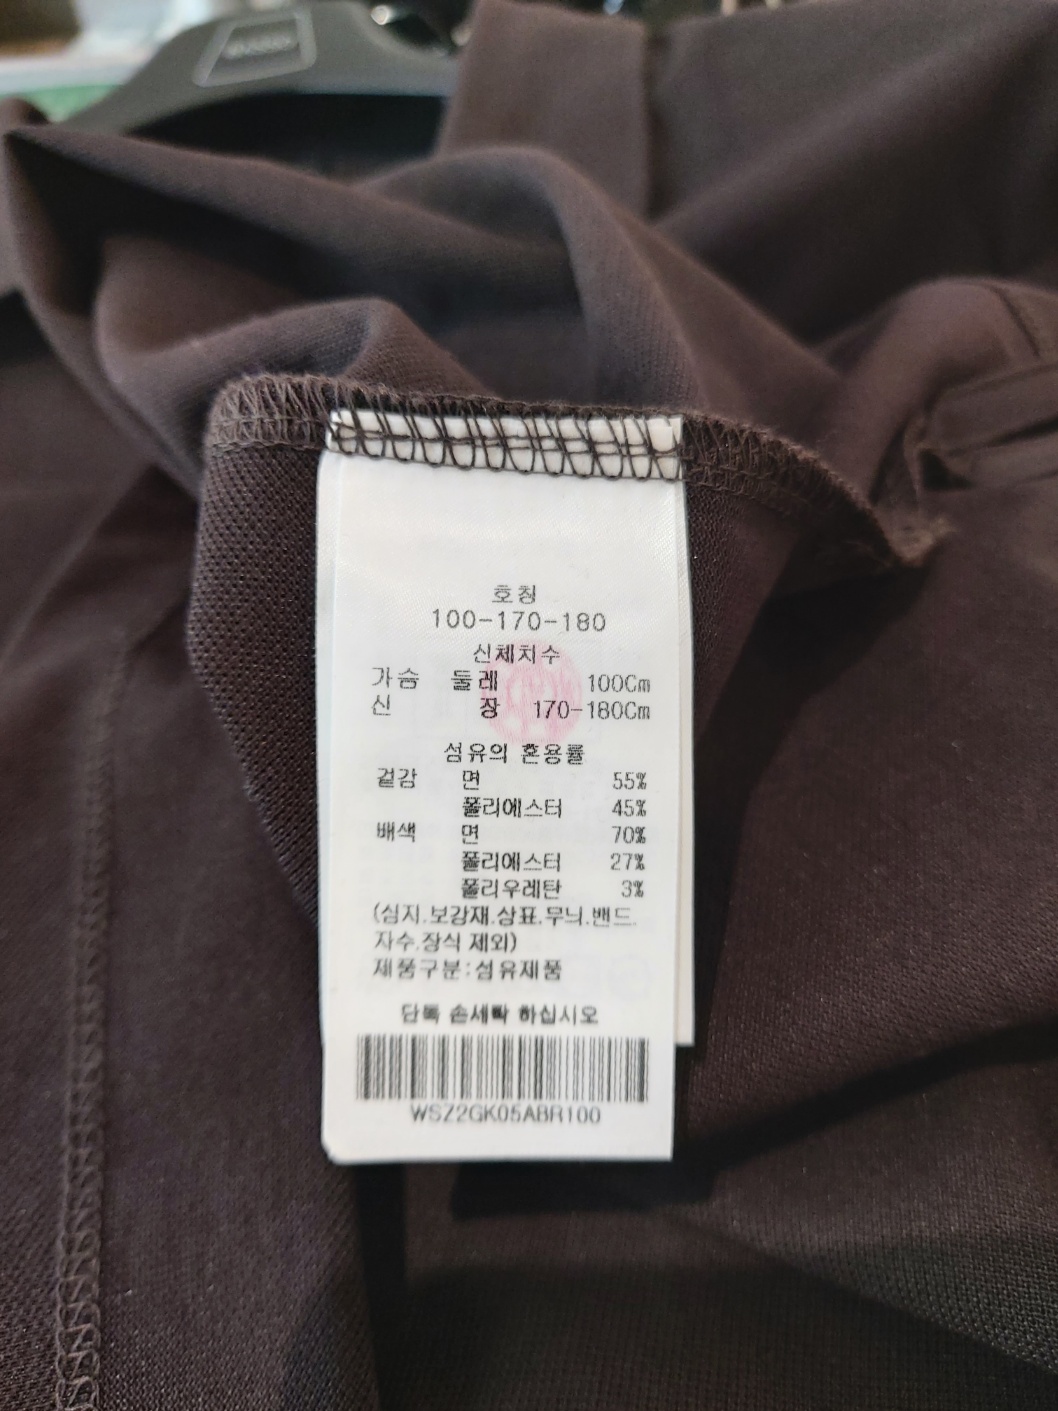 호칭
100-170-180
신체치수
가슴 둘레 100Cm
신 장 170-180Cm
섬유의 혼용률
겉감 면 55%
폴리에스터 45%
배색 면 70%
폴리에스터 27%
폴리우레탄 3%
(심지.보강재.상표.무늬.밴드.
자수.장식 제외)
제품구분:섬유제품
단독 손세탁 하십시오
WSZ2GK05ABR100